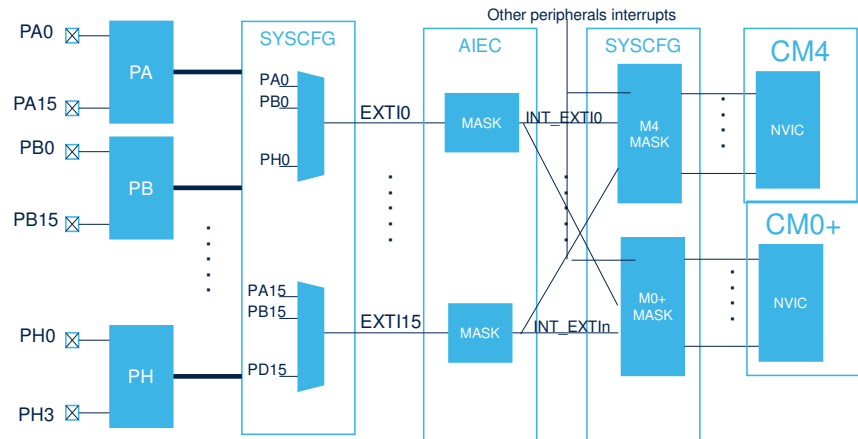 Other peripherals interrupts
PA0
PA15
PA
PB0
PB15
PB
PH0
PH3
PH
SYSCFG
PA0
PB0
PH0
PA15
PB15
PD15
EXTI0
EXTI15
AIEC
MASK
MASK
INT_EXTI0
INT_EXTIn
SYSCFG
M4
MASK
M0+
MASK
CM4
NVIC
CM0+
NVIC